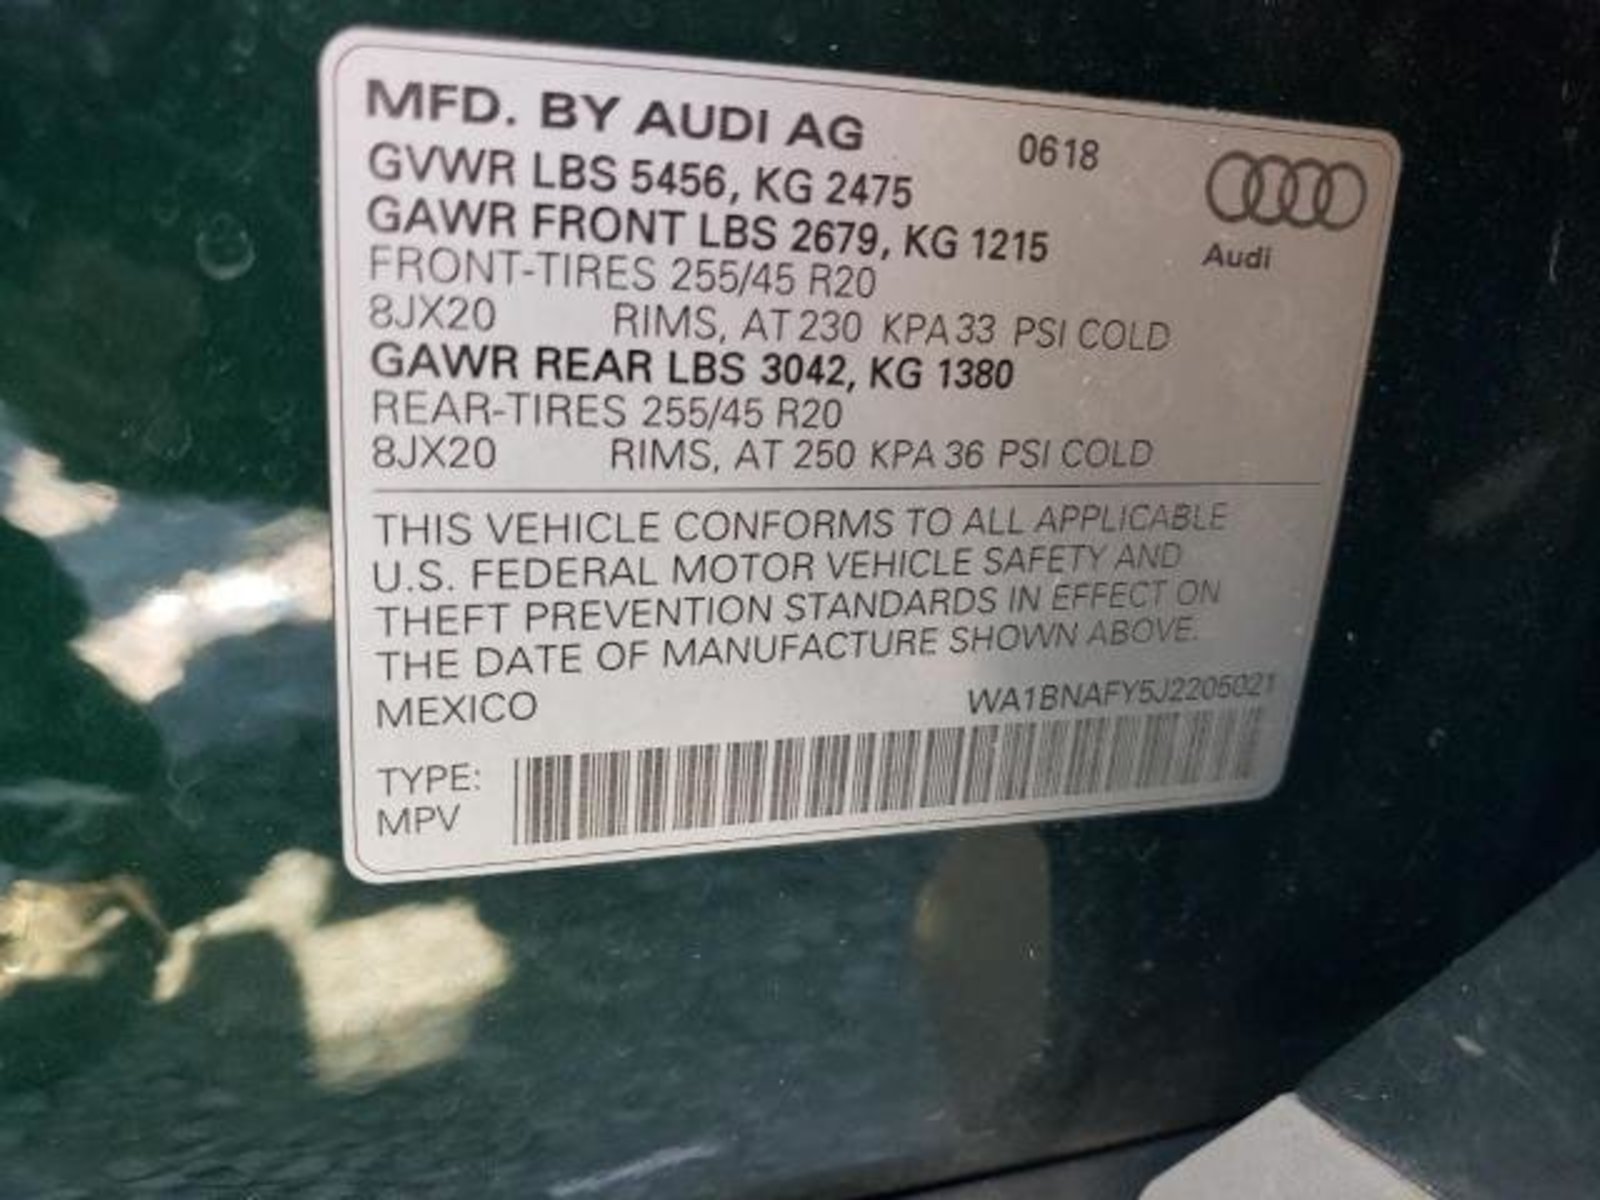 MFD. BY AUDI AG 0618
GVWR LBS 5456, KG 2475
GAWR FRONT LBS 2679, KG 1215
Audi
FRONT-TIRES 255/45 R20
8JX20 RIMS, AT 230 KPA 33 PSI COLD
GAWR REAR LBS 3042, KG 1380
REAR-TIRES 255/45 R20
8JX20 RIMS, AT 250 KPA 36 PSI COLD
THIS VEHICLE CONFORMS TO ALL APPLICABLE
U.S. FEDERAL MOTOR VEHICLE SAFETY AND
THEFT PREVENTION STANDARDS IN EFFECT ON
THE DATE OF MANUFACTURE SHOWN ABOVE.
MEXICO WA1BNAFY5J2205021
TYPE:
MPV